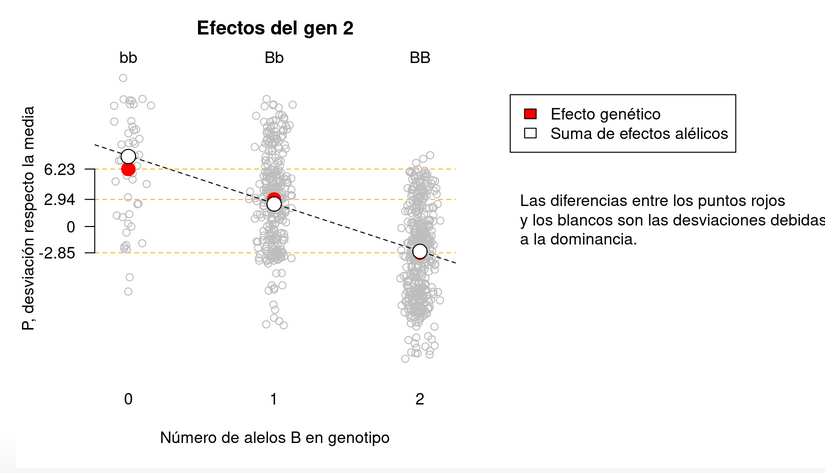 Efectos del gen 2
bb Bb BB
P, desviación respecto la media
6.23
2.94
0
-2.85
0 1 2
Número de alelos B en genotipo
Efecto genético
Suma de efectos alélicos
Las diferencias entre los puntos rojos
y los blancos son las desviaciones debidas
a la dominancia.